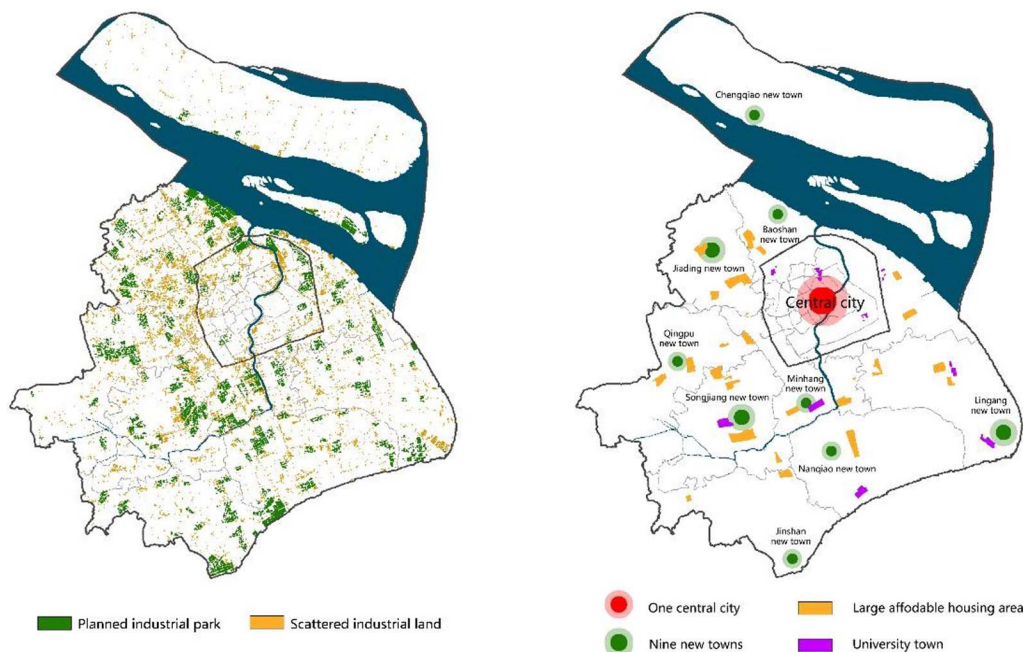 Chengqiao new town
Baoshan
new town
Jiading new town
Central city
Qingpu
new town
Minhang
new town
Songjiang new town
Lingang
new town
Nanqiao new town
Jinshan
new town
Planned industrial park
Scattered industrial land
One central city
Large affodable housing area
Nine new towns
University town